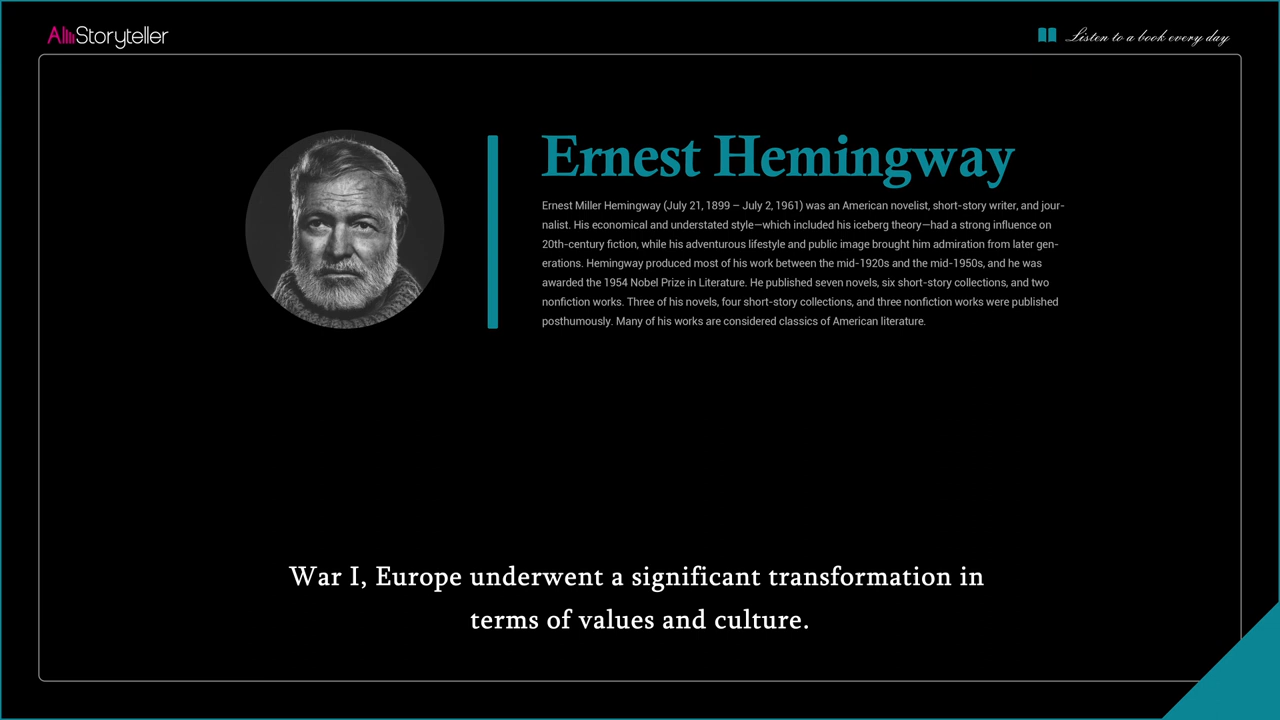 AllStoryteller
Listen to a book every day
Ernest Hemingway
Ernest Miller Hemingway (July 21, 1899 – July 2, 1961) was an American novelist, short-story writer, and jour-
nalist. His economical and understated style—which included his iceberg theory—had a strong influence on
20th-century fiction, while his adventurous lifestyle and public image brought him admiration from later gen-
erations. Hemingway produced most of his work between the mid-1920s and the mid-1950s, and he was
awarded the 1954 Nobel Prize in Literature. He published seven novels, six short-story collections, and two
nonfiction works. Three of his novels, four short-story collections, and three nonfiction works were published
posthumously. Many of his works are considered classics of American literature.
War I, Europe underwent a significant transformation in
terms of values and culture.